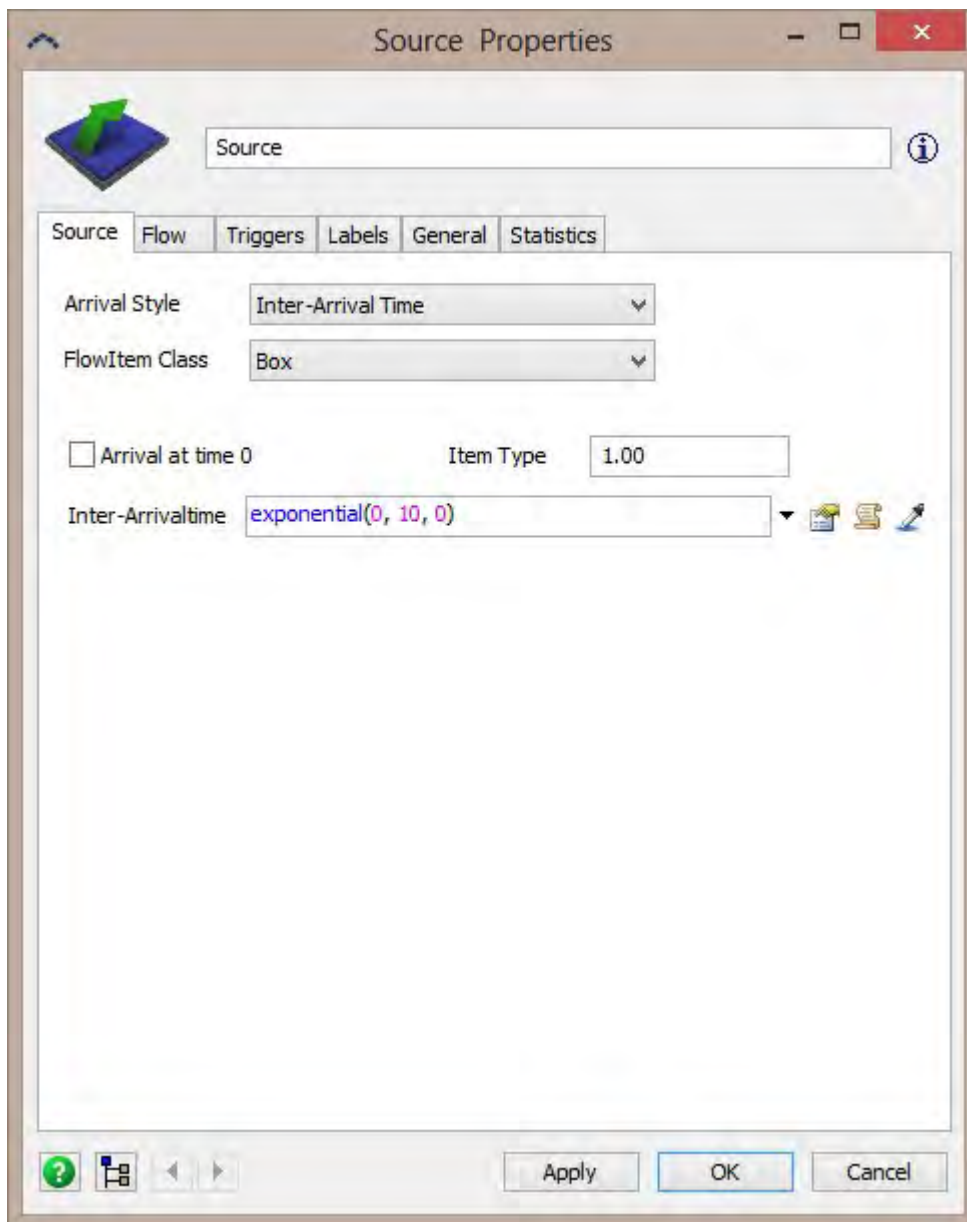 Source Properties
Source
Source Flow Triggers Labels General Statistics
Arrival Style Inter-Arrival Time
FlowItem Class Box
Arrival at time 0 Item Type 1.00
Inter-Arrivaltime exponential(0, 10, 0)
Apply OK Cancel